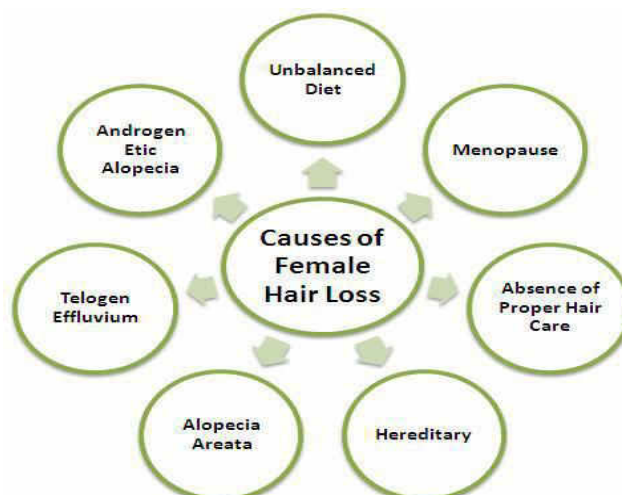 Unbalanced
Diet
Androgen
Etic
Alopecia
Menopause
Causes of
Female
Hair Loss
Telogen
Effluvium
Absence of
Proper Hair
Care
Alopecia
Areata
Hereditary